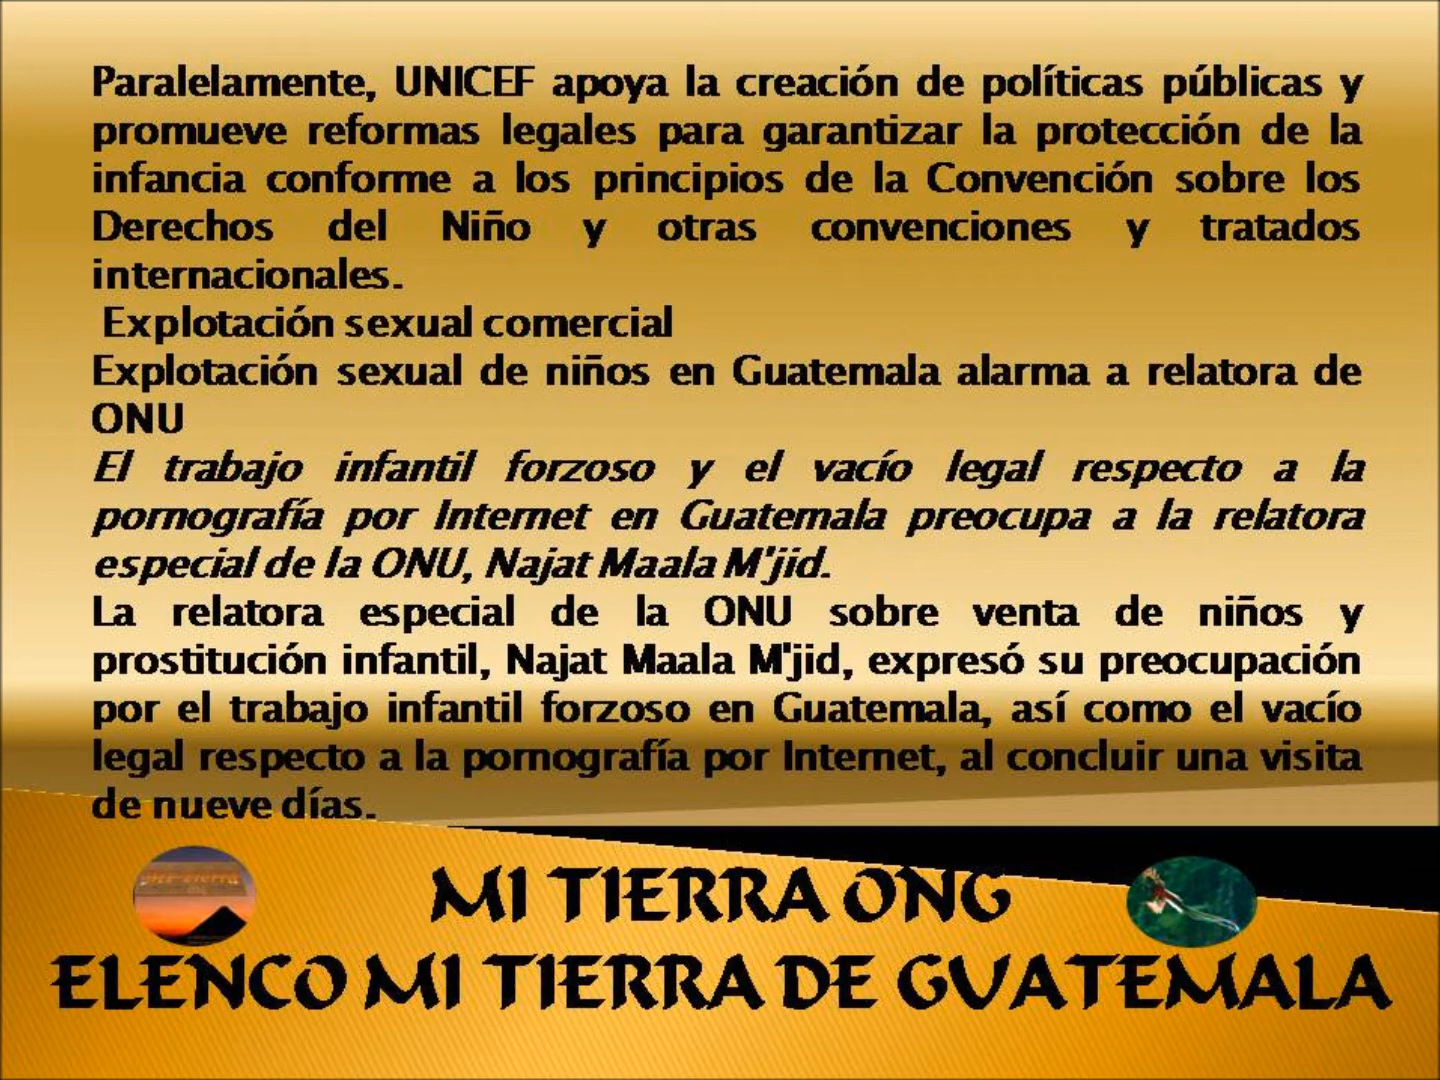 Paralelamente, UNICEF apoya la creación de políticas públicas y
promueve reformas legales para garantizar la protección de la
infancia conforme a los principios de la Convención sobre los
Derechos del Niño y otras convenciones y tratados
internacionales.
Explotación sexual comercial
Explotación sexual de niños en Guatemala alarma a relatora de
ONU
El trabajo infantil forzoso y el vacío legal respecto a la
pornografía por Internet en Guatemala preocupa a la relatora
especial de la ONU, Najat Maala M'jid.
La relatora especial de la ONU sobre venta de niños y
prostitución infantil, Najat Maala M'jid, expresó su preocupación
por el trabajo infantil forzoso en Guatemala, así como el vacío
legal respecto a la pornografía por Internet, al concluir una visita
de nueve días.
MI TIERRA ONG
ELENCO MI TIERRA DE GUATEMALA